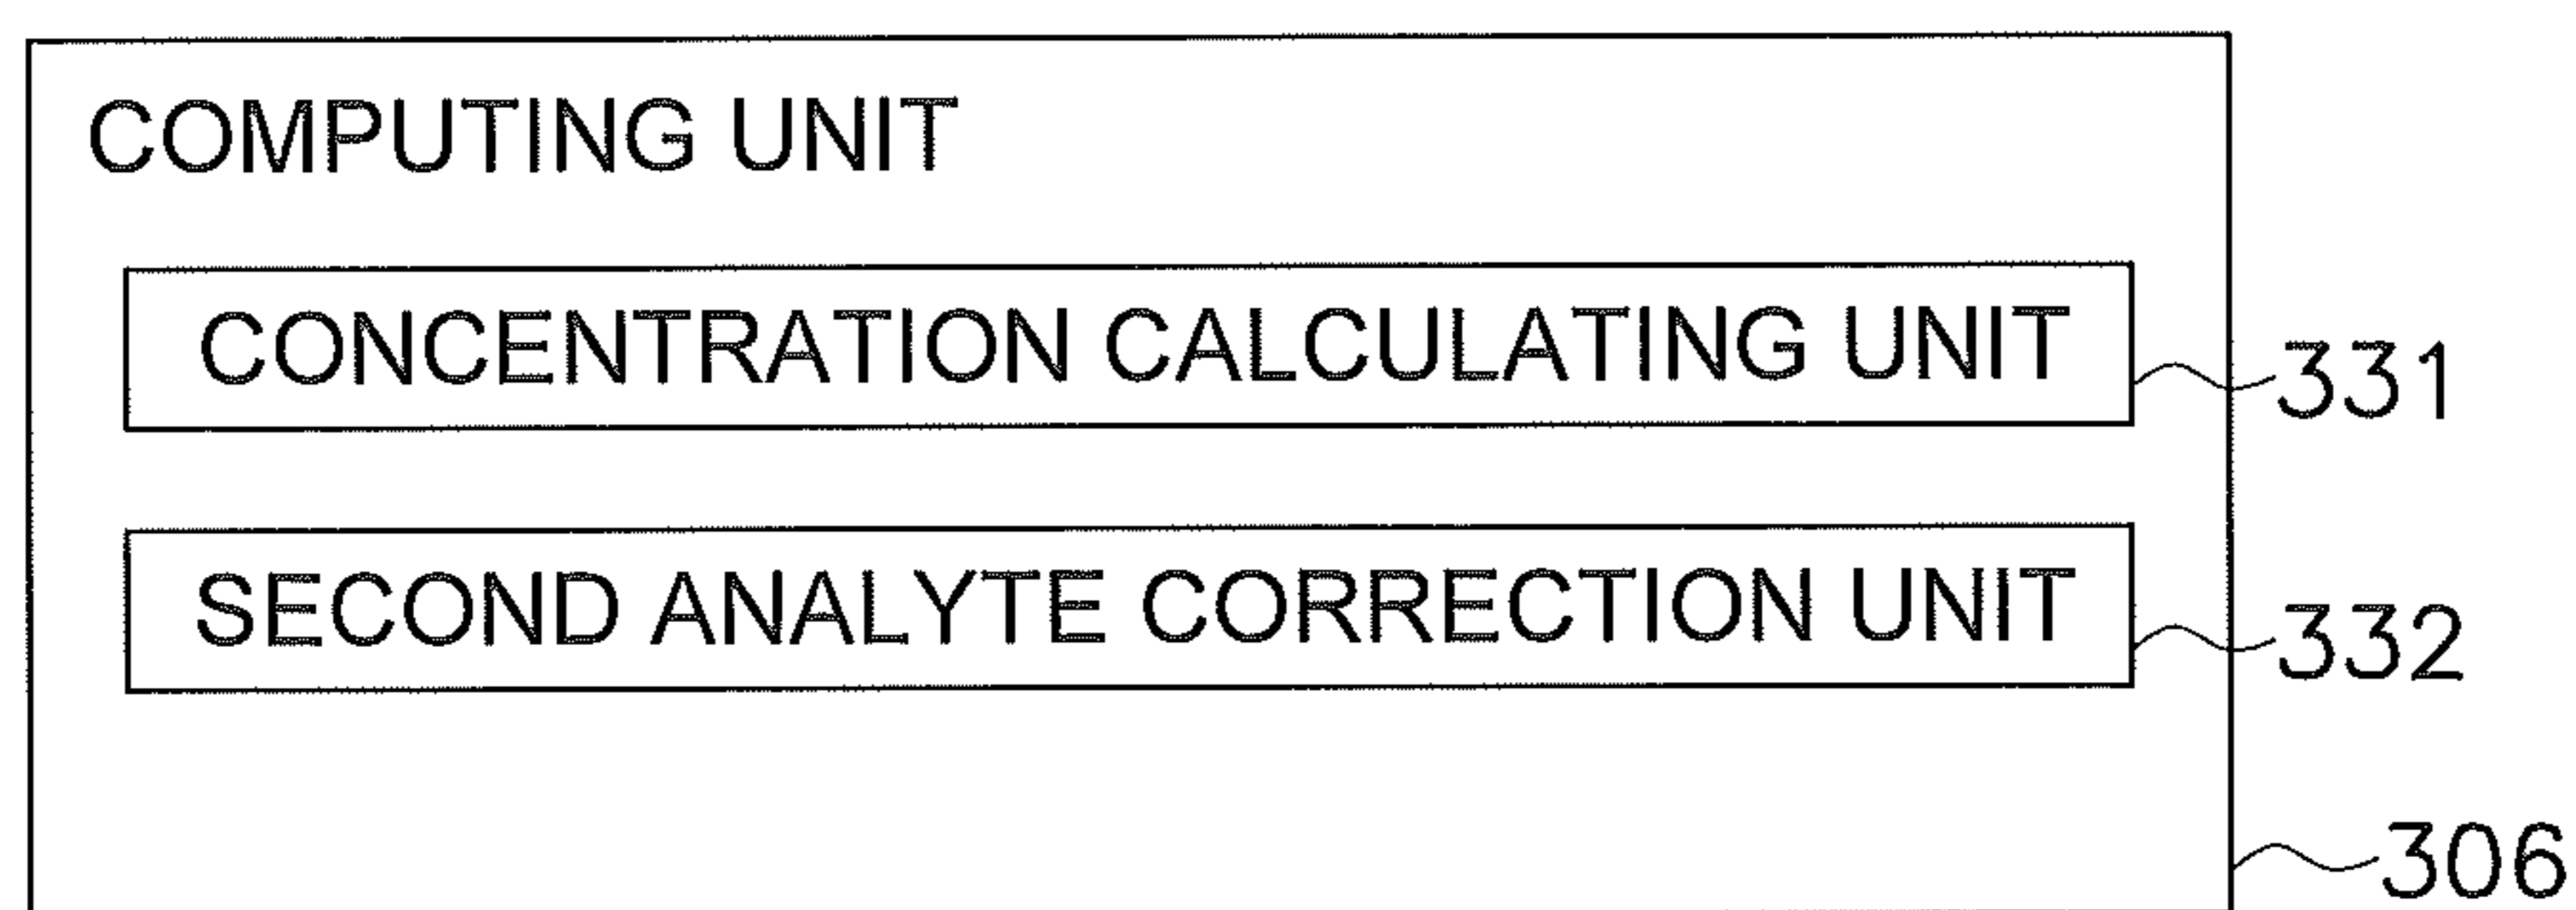 COMPUTING UNIT
CONCENTRATION CALCULATING UNIT
331
SECOND ANALYTE CORRECTION UNIT
332
306